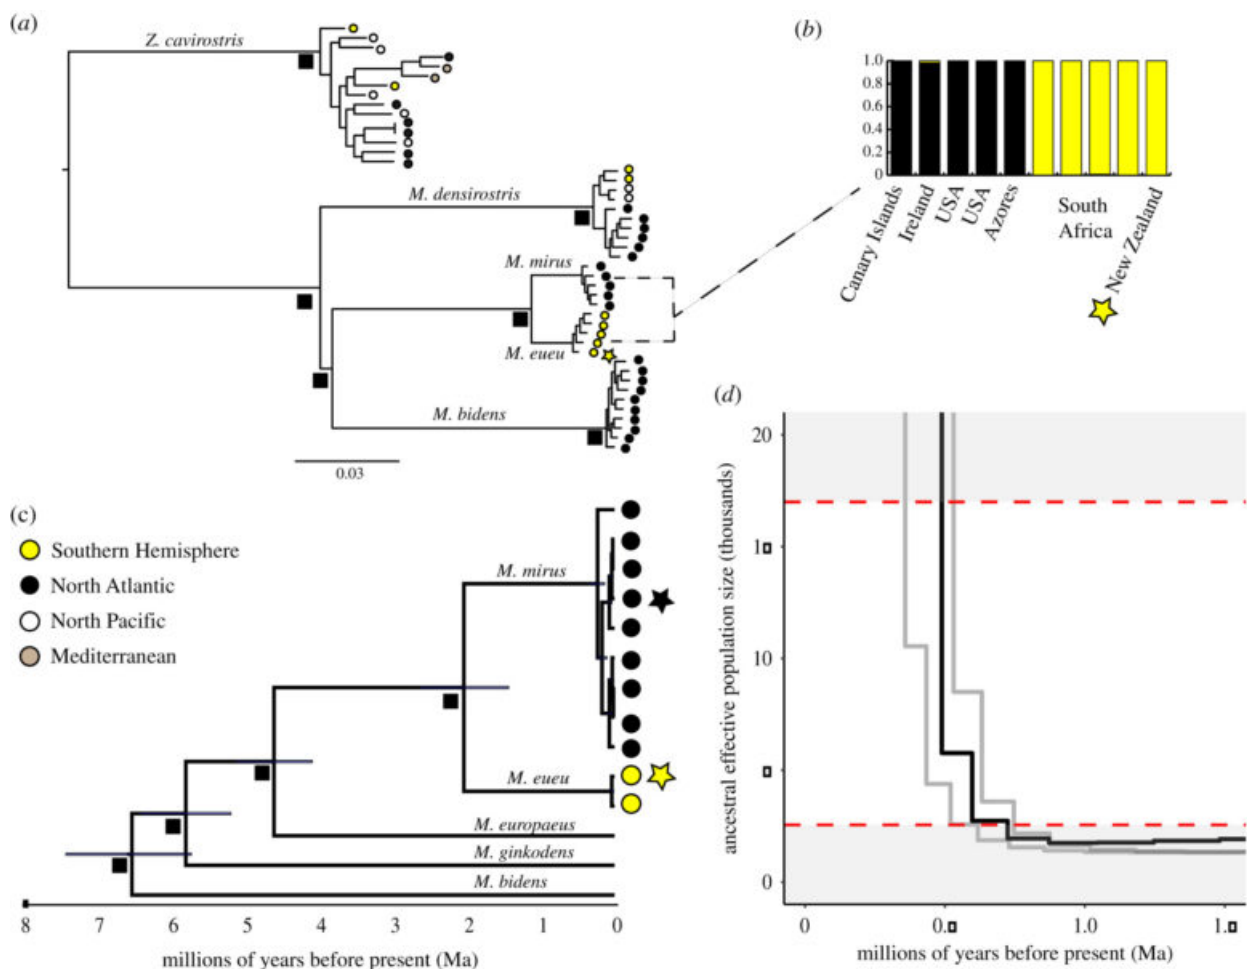 (a)
Z. cavirostris
M. densirostris
M. mirus
M. eueu
M. bidens
0.03
(b)
1.0
0.8
0.6
0.4
0.2
0
Canary Islands
Ireland
USA
USA
Azores
South
Africa
New Zealand
(c)
Southern Hemisphere
North Atlantic
North Pacific
Mediterranean
M. mirus
M. eueu
M. europaeus
M. ginkodens
M. bidens
8 7 6 5 4 3 2 1 0
millions of years before present (Ma)
(d)
ancestral effective population size (thousands)
20
10
0
0 1.0
millions of years before present (Ma)